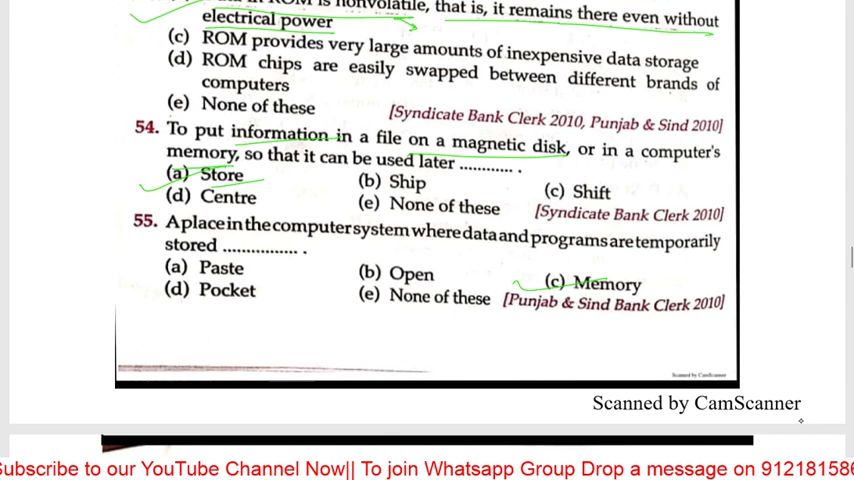 is nonvolatile, that is, it remains there even without
electrical power
(c) ROM provides very large amounts of inexpensive data storage
(d) ROM chips are easily swapped between different brands of
computers
(e) None of these [Syndicate Bank Clerk 2010, Punjab & Sind 2010]
54. To put information in a file on a magnetic disk, or in a computer's
memory, so that it can be used later ............ .
(a) Store (b) Ship (c) Shift
(d) Centre (e) None of these [Syndicate Bank Clerk 2010]
55. A place in the computer system where data and programs are temporarily
stored ................ .
(a) Paste (b) Open (c) Memory
(d) Pocket (e) None of these [Punjab & Sind Bank Clerk 2010]
Scanned by CamScanner
Scanned by CamScanner
Subscribe to our YouTube Channel Now|| To join Whatsapp Group Drop a message on 912181586